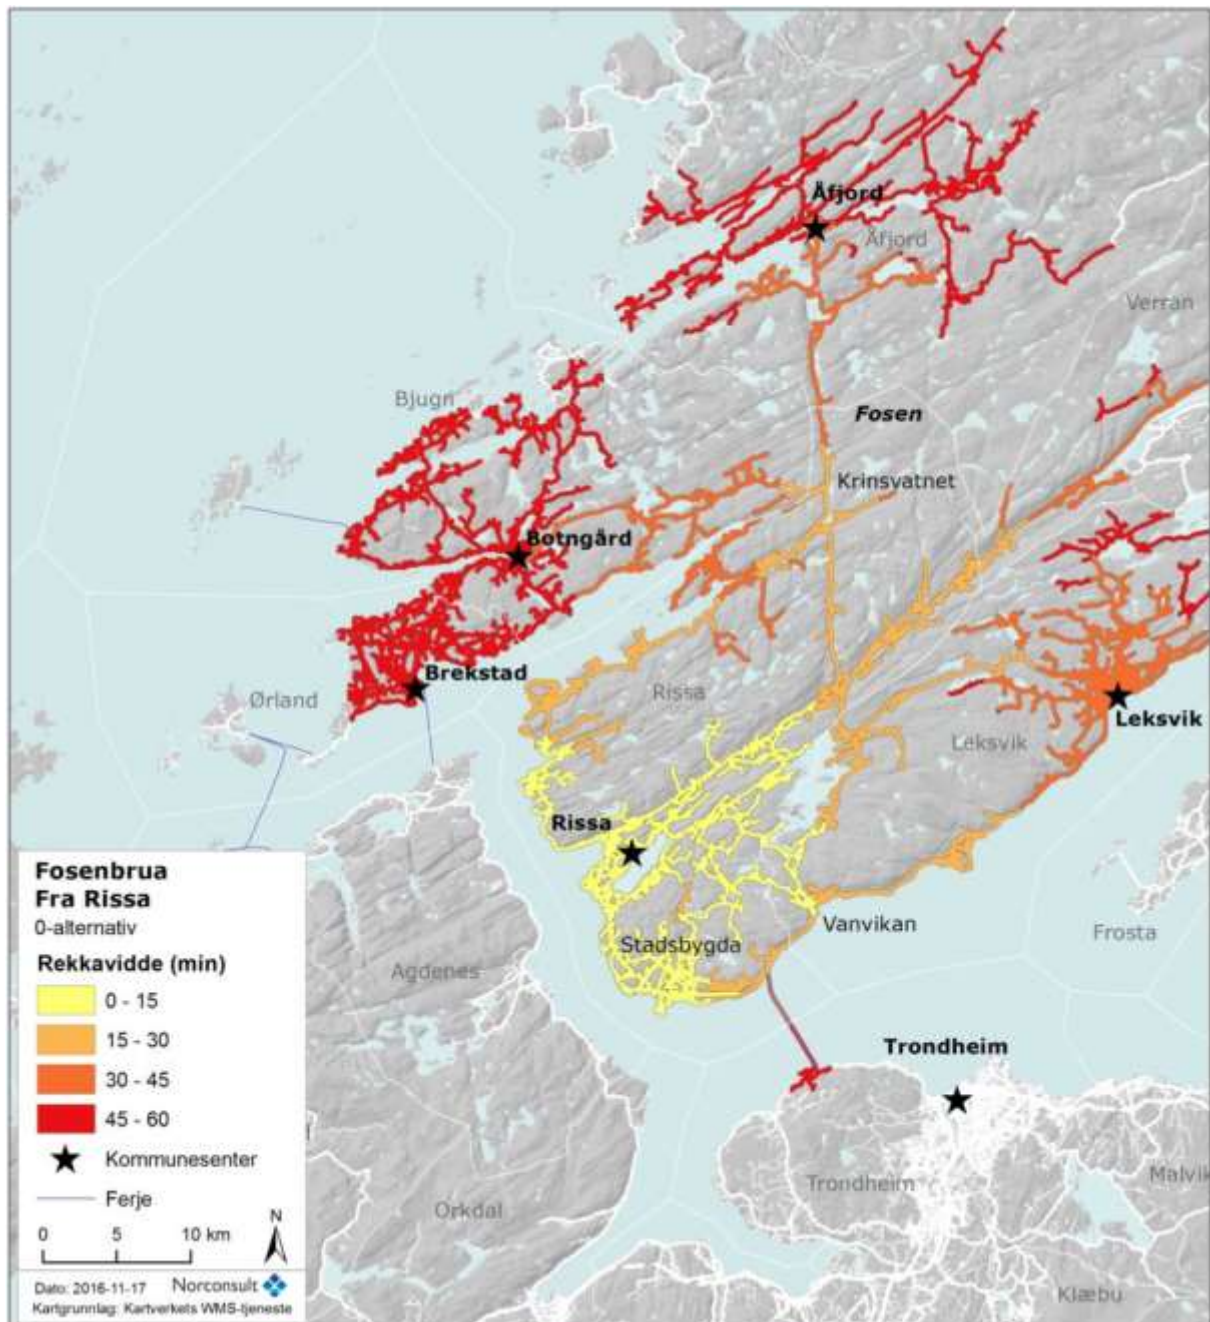 Åfjord
Åfjord
Verran
Bjugn
Fosen
Krinsvatnet
Botngård
Brekstad
Ørland
Rissa
Leksvik
Leksvik
Rissa
Vanvikan
Stadsbygda
Frosta
Agdenes
Trondheim
Trondheim
Malvik
Orkdal
Klæbu
Fosenbrua
Fra Rissa
0-alternativ
Rekkavidde (min)
0 - 15
15 - 30
30 - 45
45 - 60
Kommunesenter
Ferje
N
0 5 10 km
Dato: 2016-11-17 Norconsult
Kartgrunnlag: Kartverkets WMS-tjeneste